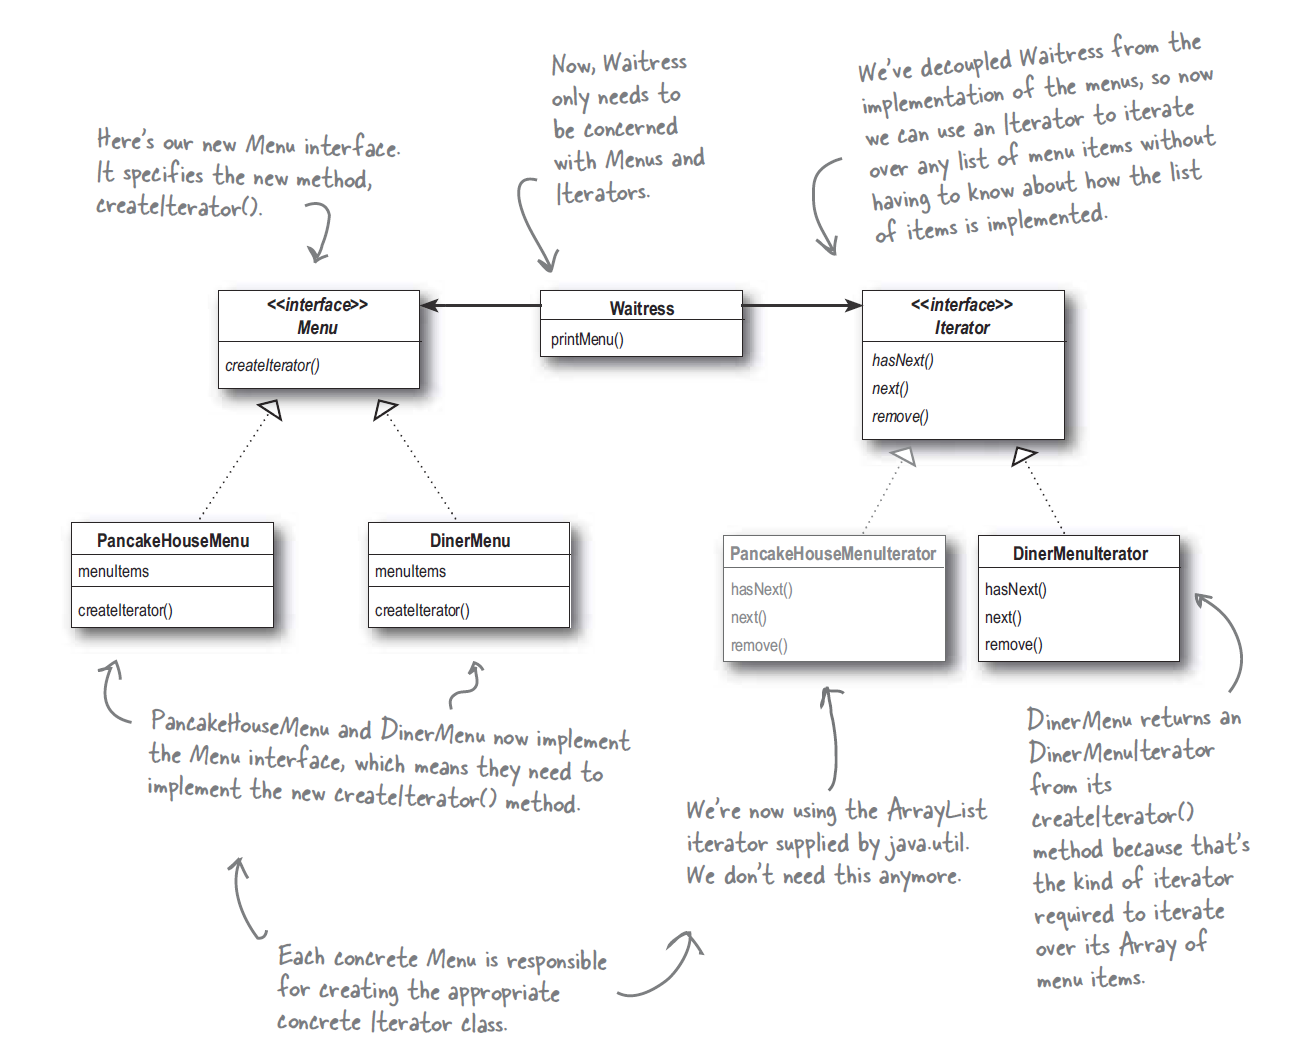 Here's our new Menu interface.
It specifies the new method,
createIterator().
Now, Waitress
only needs to
be concerned
with Menus and
Iterators.
We've decoupled Waitress from the
implementation of the menus, so now
we can use an Iterator to iterate
over any list of menu items without
having to know about how the list
of items is implemented.
<<interface>>
Menu
createIterator()
Waitress
printMenu()
<<interface>>
Iterator
hasNext()
next()
remove()
PancakeHouseMenu
menuItems
createIterator()
DinerMenu
menuItems
createIterator()
PancakeHouseMenuIterator
hasNext()
next()
remove()
DinerMenuIterator
hasNext()
next()
remove()
PancakeHouseMenu and DinerMenu now implement
the Menu interface, which means they need to
implement the new createIterator() method.
We're now using the ArrayList
iterator supplied by java.util.
We don't need this anymore.
DinerMenu returns an
DinerMenuIterator
from its
createIterator()
method because that's
the kind of iterator
required to iterate
over its Array of
menu items.
Each concrete Menu is responsible
for creating the appropriate
concrete Iterator class.